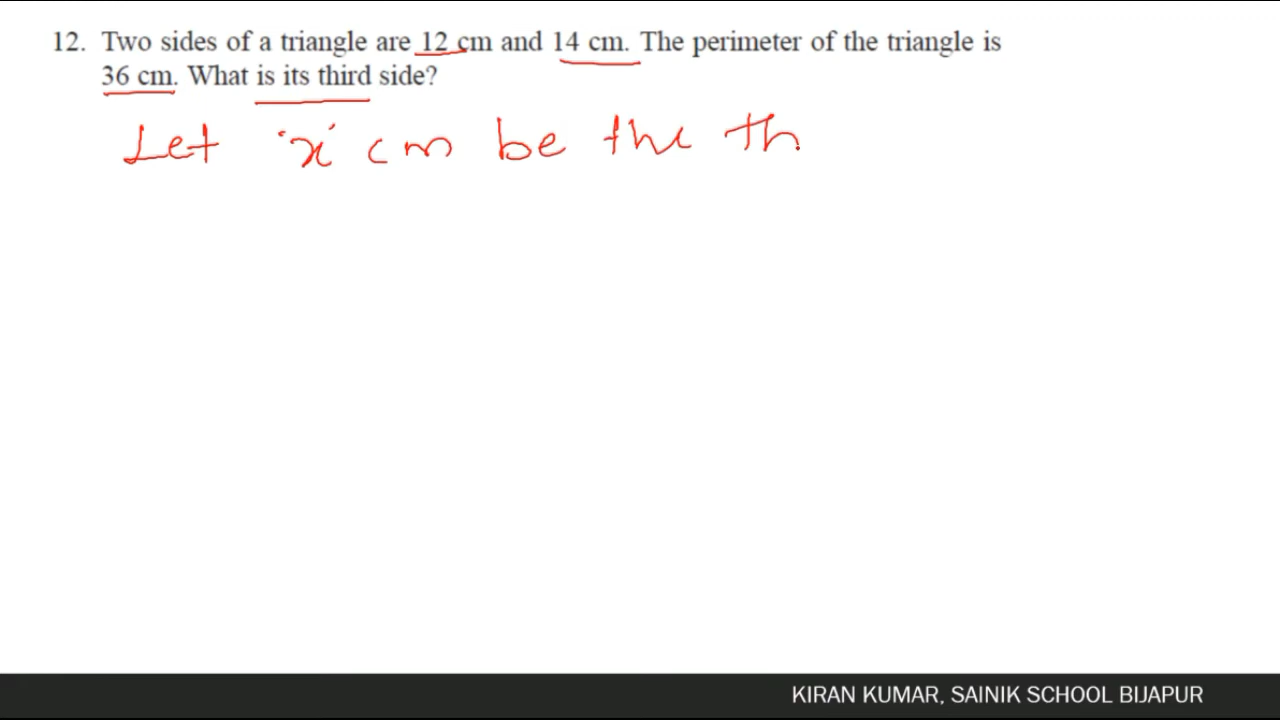 12. Two sides of a triangle are 12 cm and 14 cm. The perimeter of the triangle is
36 cm. What is its third side?
Let 'x' cm be the th
KIRAN KUMAR, SAINIK SCHOOL BIJAPUR